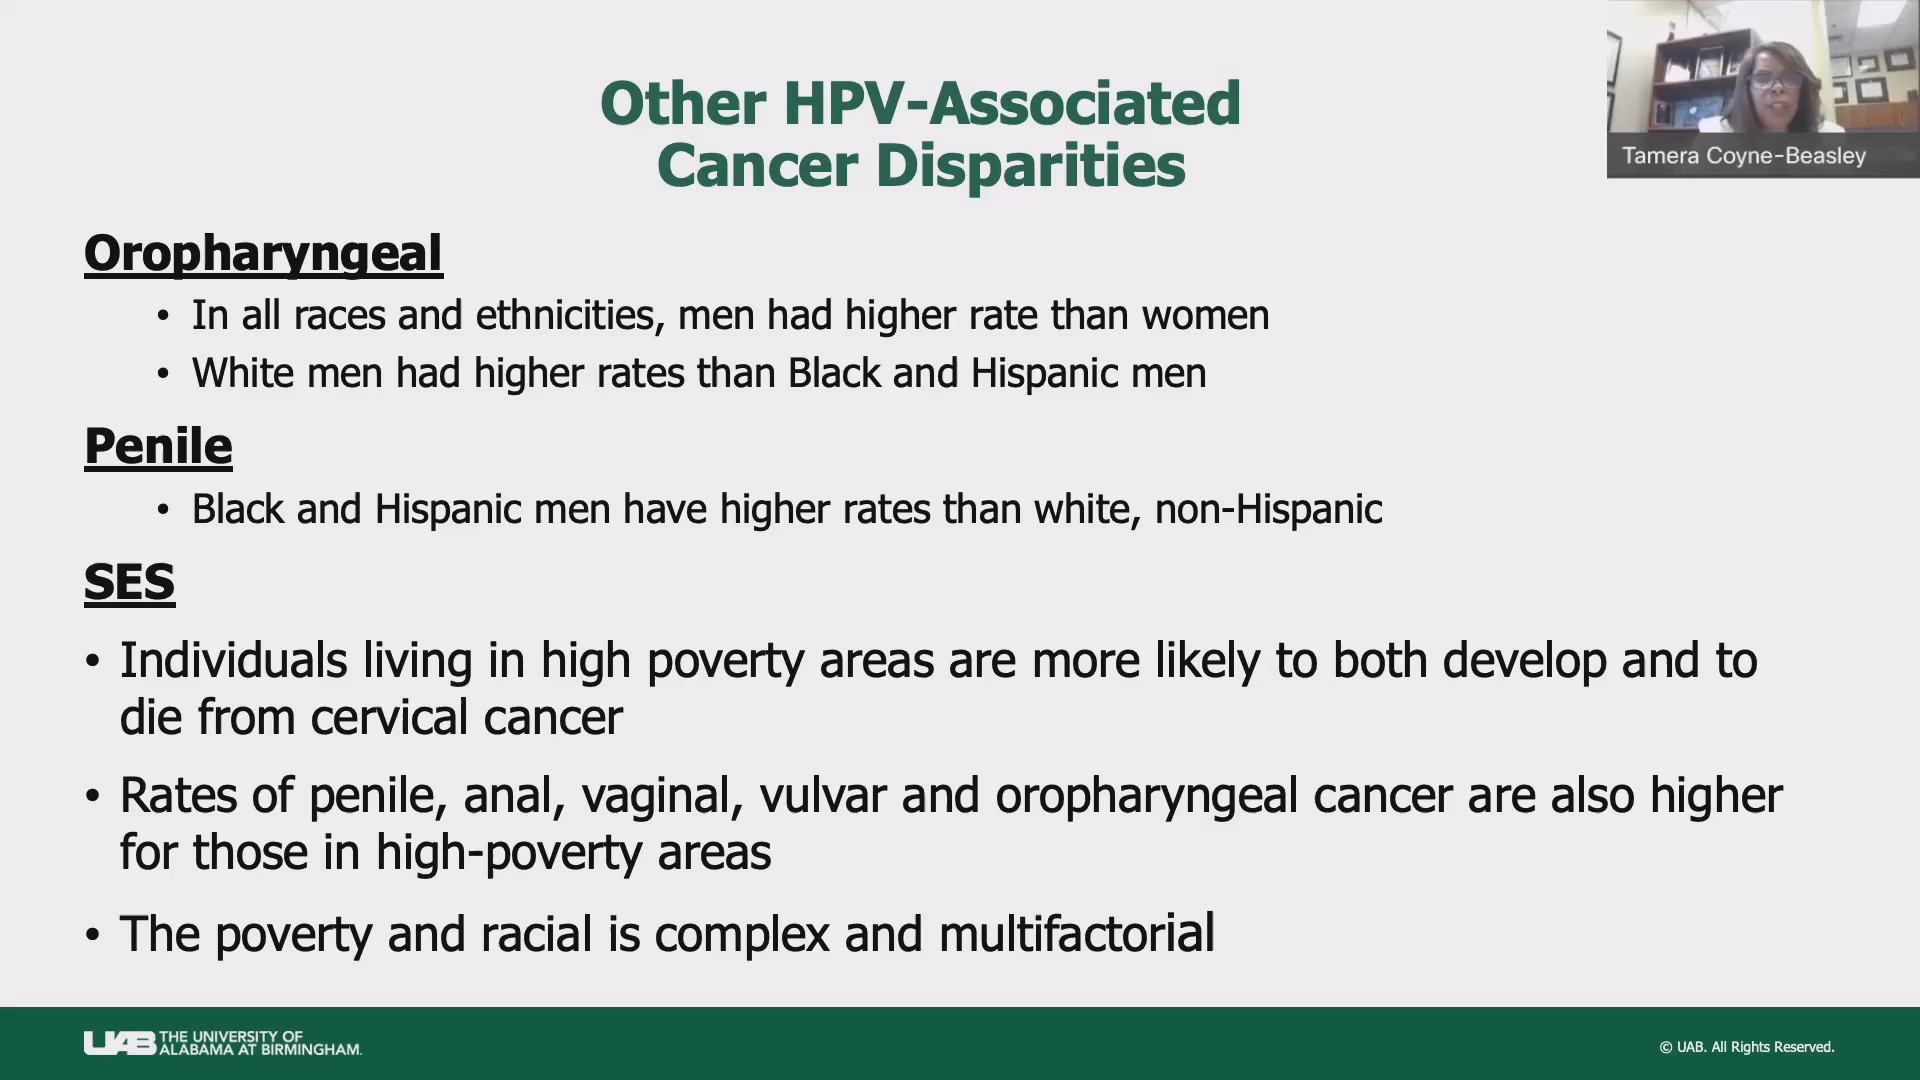 Other HPV-Associated
Cancer Disparities
Tamera Coyne-Beasley
Oropharyngeal
• In all races and ethnicities, men had higher rate than women
• White men had higher rates than Black and Hispanic men
Penile
• Black and Hispanic men have higher rates than white, non-Hispanic
SES
• Individuals living in high poverty areas are more likely to both develop and to
die from cervical cancer
• Rates of penile, anal, vaginal, vulvar and oropharyngeal cancer are also higher
for those in high-poverty areas
• The poverty and racial is complex and multifactorial
UAB THE UNIVERSITY OF
ALABAMA AT BIRMINGHAM.
© UAB. All Rights Reserved.